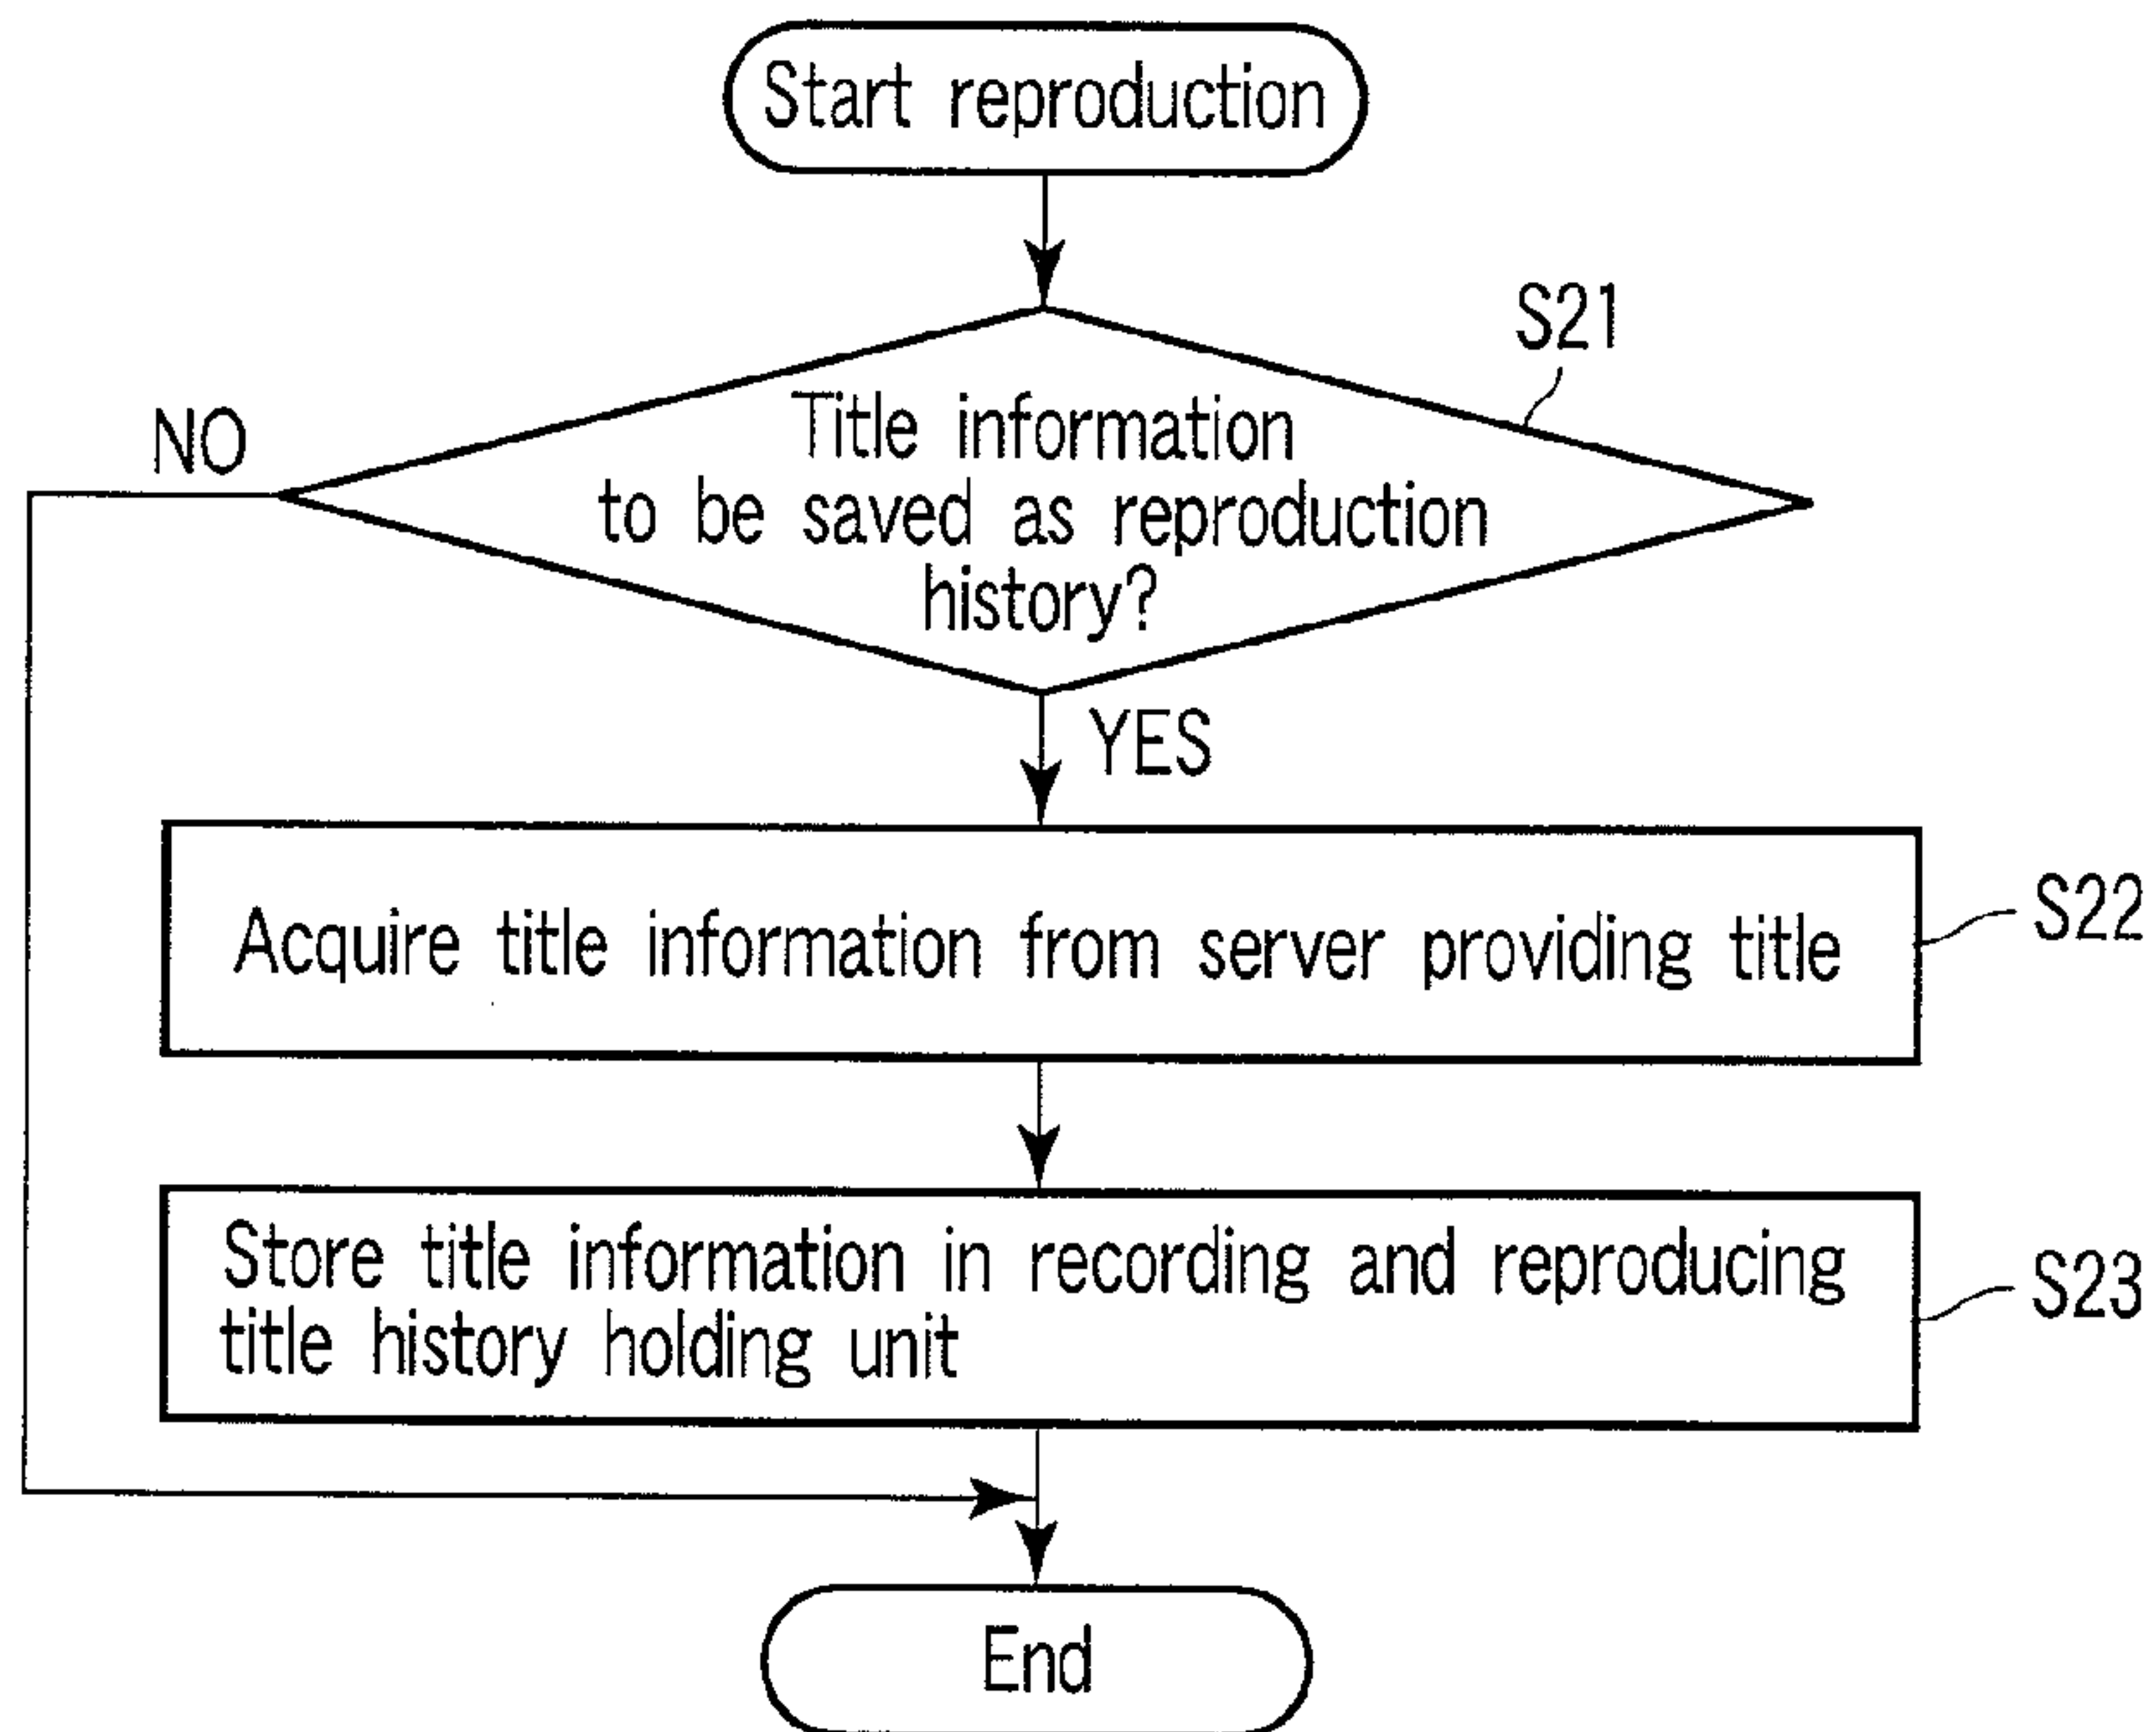 Start reproduction
S21
Title information
to be saved as reproduction
history?
NO
YES
Acquire title information from server providing title
S22
Store title information in recording and reproducing
title history holding unit
S23
End